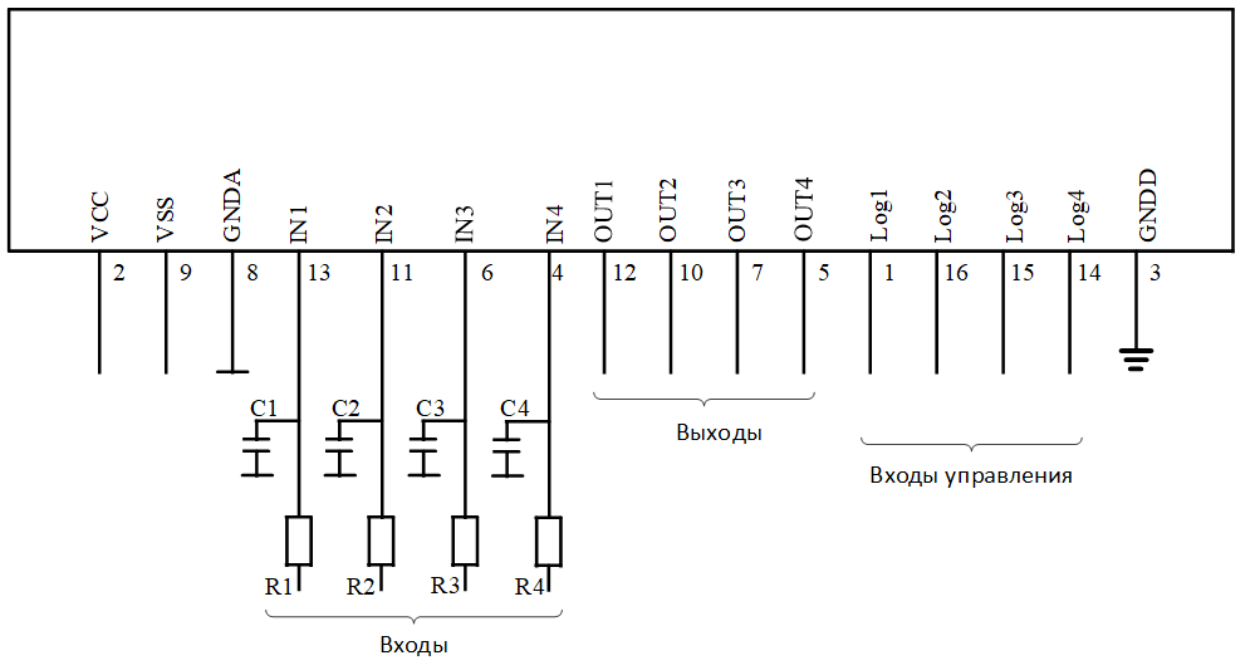 VCC VSS GNDA IN1 IN2 IN3 IN4 OUT1 OUT2 OUT3 OUT4 Log1 Log2 Log3 Log4 GNDD
2 9 8 13 11 6 4 12 10 7 5 1 16 15 14 3
C1 C2 C3 C4
Выходы
Входы управления
R1 R2 R3 R4
Входы